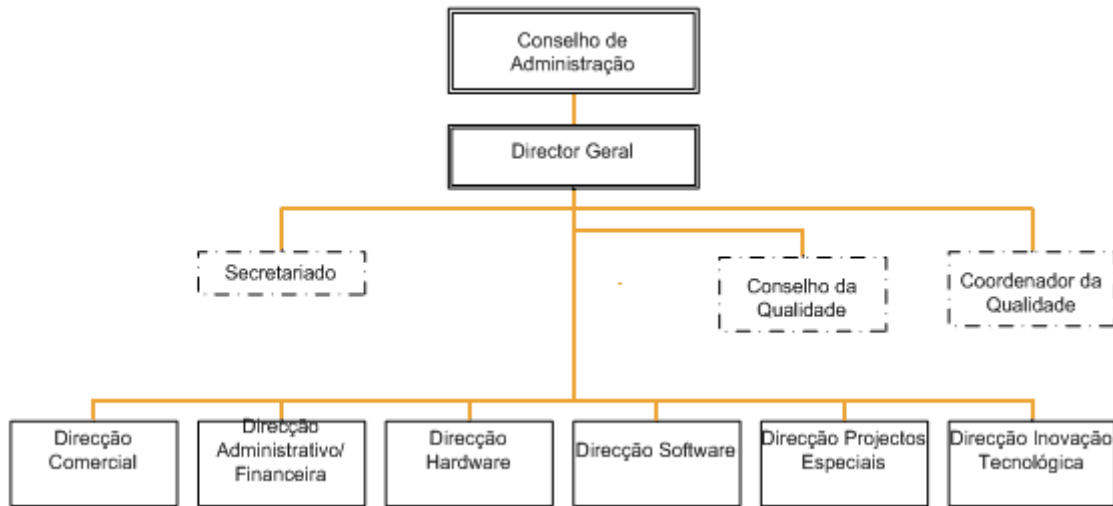 Conselho de
Administração
Director Geral
Secretariado
Conselho da
Qualidade
Coordenador da
Qualidade
Direcção
Comercial
Direcção
Administrativo/
Financeira
Direcção
Hardware
Direcção Software
Direcção Projectos
Especiais
Direcção Inovação
Tecnológica